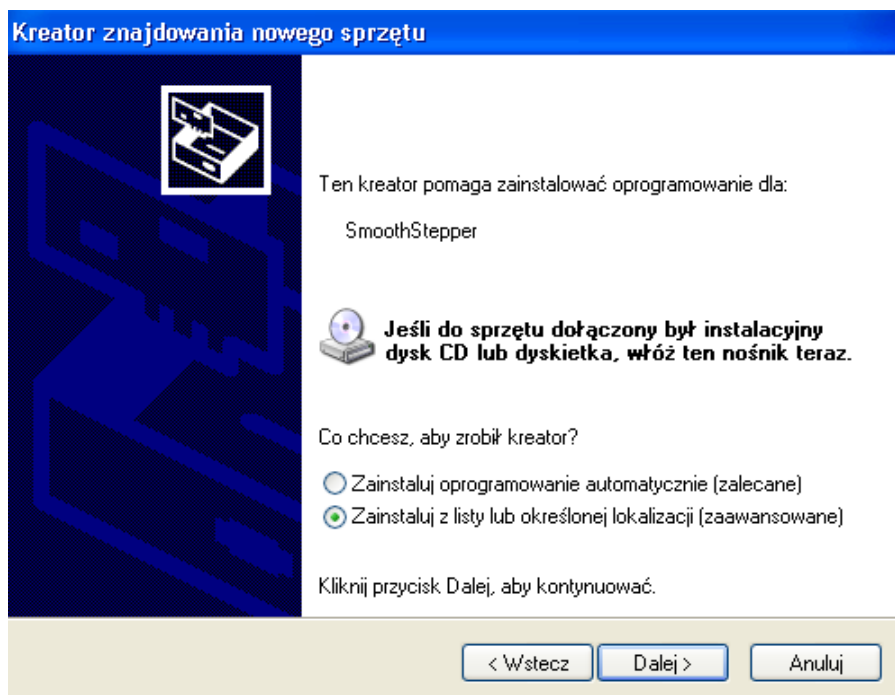 Kreator znajdowania nowego sprzętu
Ten kreator pomaga zainstalować oprogramowanie dla:
SmoothStepper
Jeśli do sprzętu dołączony był instalacyjny
dysk CD lub dyskietka, włóż ten nośnik teraz.
Co chcesz, aby zrobił kreator?
Zainstaluj oprogramowanie automatycznie (zalecane)
Zainstaluj z listy lub określonej lokalizacji (zaawansowane)
Kliknij przycisk Dalej, aby kontynuować.
< Wstecz Dalej > Anuluj